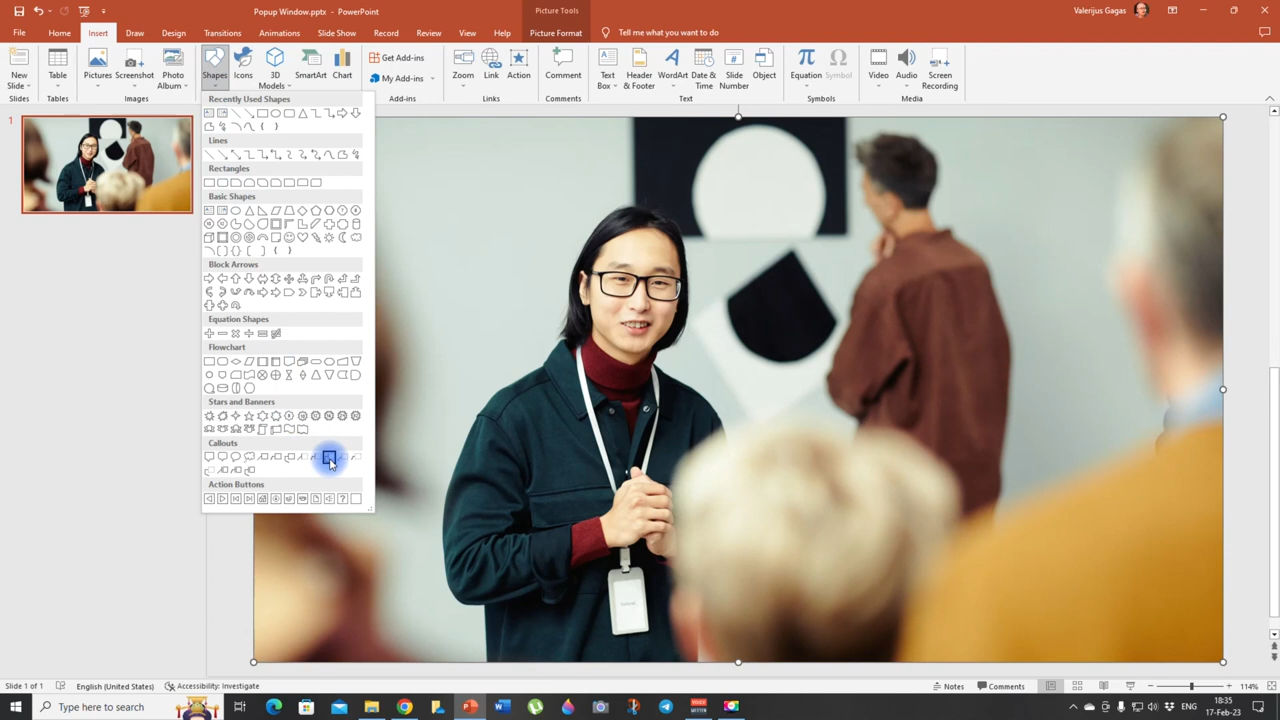 Popup Window.pptx - PowerPoint
Picture Tools
Valerijus Gagas
File Home Insert Draw Design Transitions Animations Slide Show Record Review View Help Picture Format Tell me what you want to do
New Slide
Table
Pictures
Screenshot
Photo Album
Shapes
Icons
3D Models
SmartArt
Chart
Get Add-ins
My Add-ins
Zoom
Link
Action
Comment
Text Box
Header & Footer
WordArt
Date & Time
Slide Number
Object
Equation
Symbol
Video
Audio
Screen Recording
Slides Tables Images Add-ins Links Comments Text Symbols Media
1
Recently Used Shapes
Lines
Rectangles
Basic Shapes
Block Arrows
Equation Shapes
Flowchart
Stars and Banners
Callouts
Action Buttons
Slide 1 of 1 English (United States) Accessibility: Investigate Notes Comments 114%
Type here to search
ENG
18:35
17-Feb-23